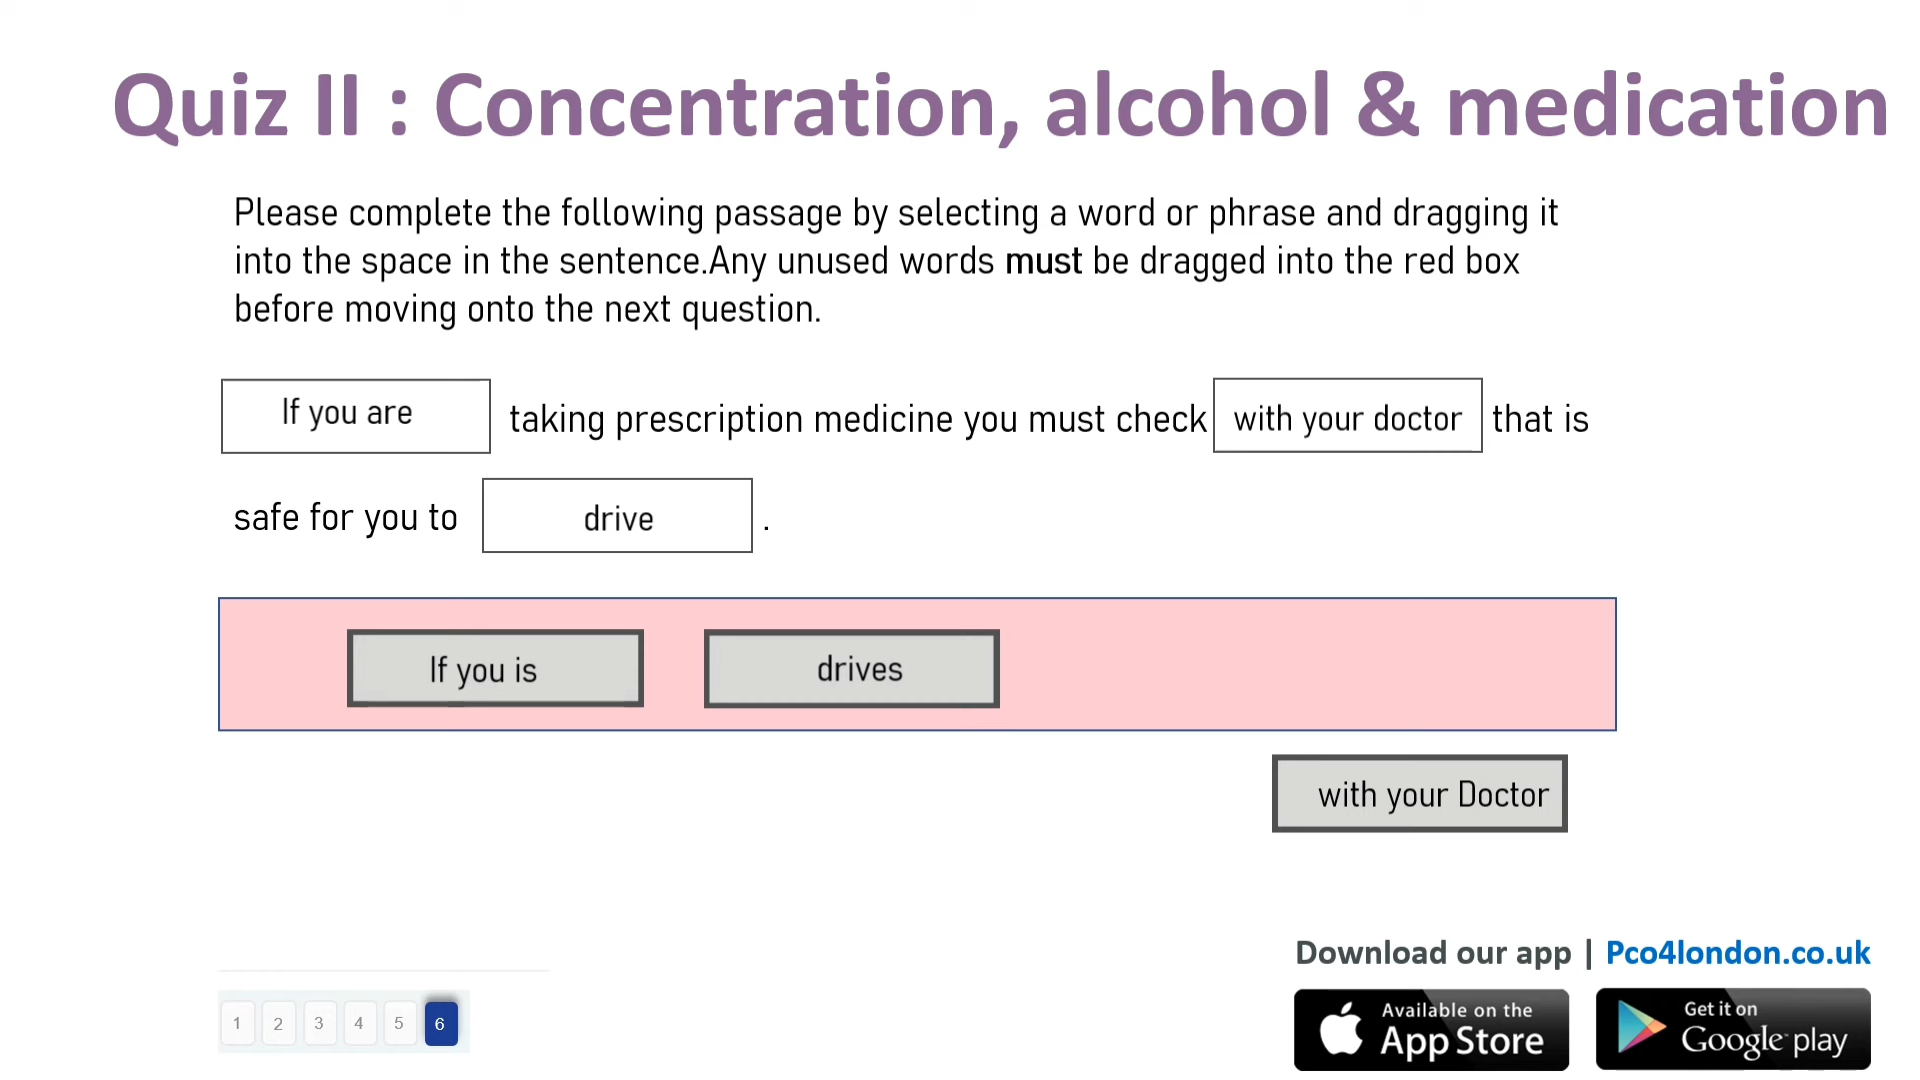 Quiz II : Concentration, alcohol & medication
Please complete the following passage by selecting a word or phrase and dragging it
into the space in the sentence.Any unused words must be dragged into the red box
before moving onto the next question.
If you are taking prescription medicine you must check with your doctor that is
safe for you to drive .
If you is drives
with your Doctor
Download our app | Pco4london.co.uk
1 2 3 4 5 6
Available on the
App Store
Get it on
Google play